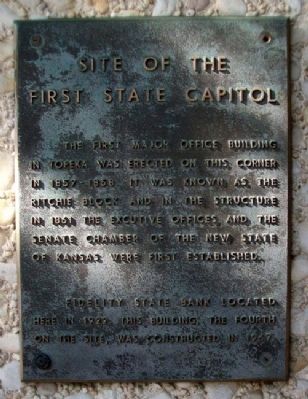 SITE OF THE
FIRST STATE CAPITOL
THE FIRST MAJOR OFFICE BUILDING
IN TOPEKA WAS ERECTED ON THIS CORNER
IN 1857-1858. IT WAS KNOWN AS THE
RITCHIE BLOCK AND IN THE STRUCTURE
IN 1861 THE EXCUTIVE OFFICES AND THE
SENATE CHAMBER OF THE NEW STATE
OF KANSAS WERE FIRST ESTABLISHED.
FIDELITY STATE BANK LOCATED
HERE IN 1922. THIS BUILDING, THE FOURTH
ON THE SITE, WAS CONSTRUCTED IN 1967.